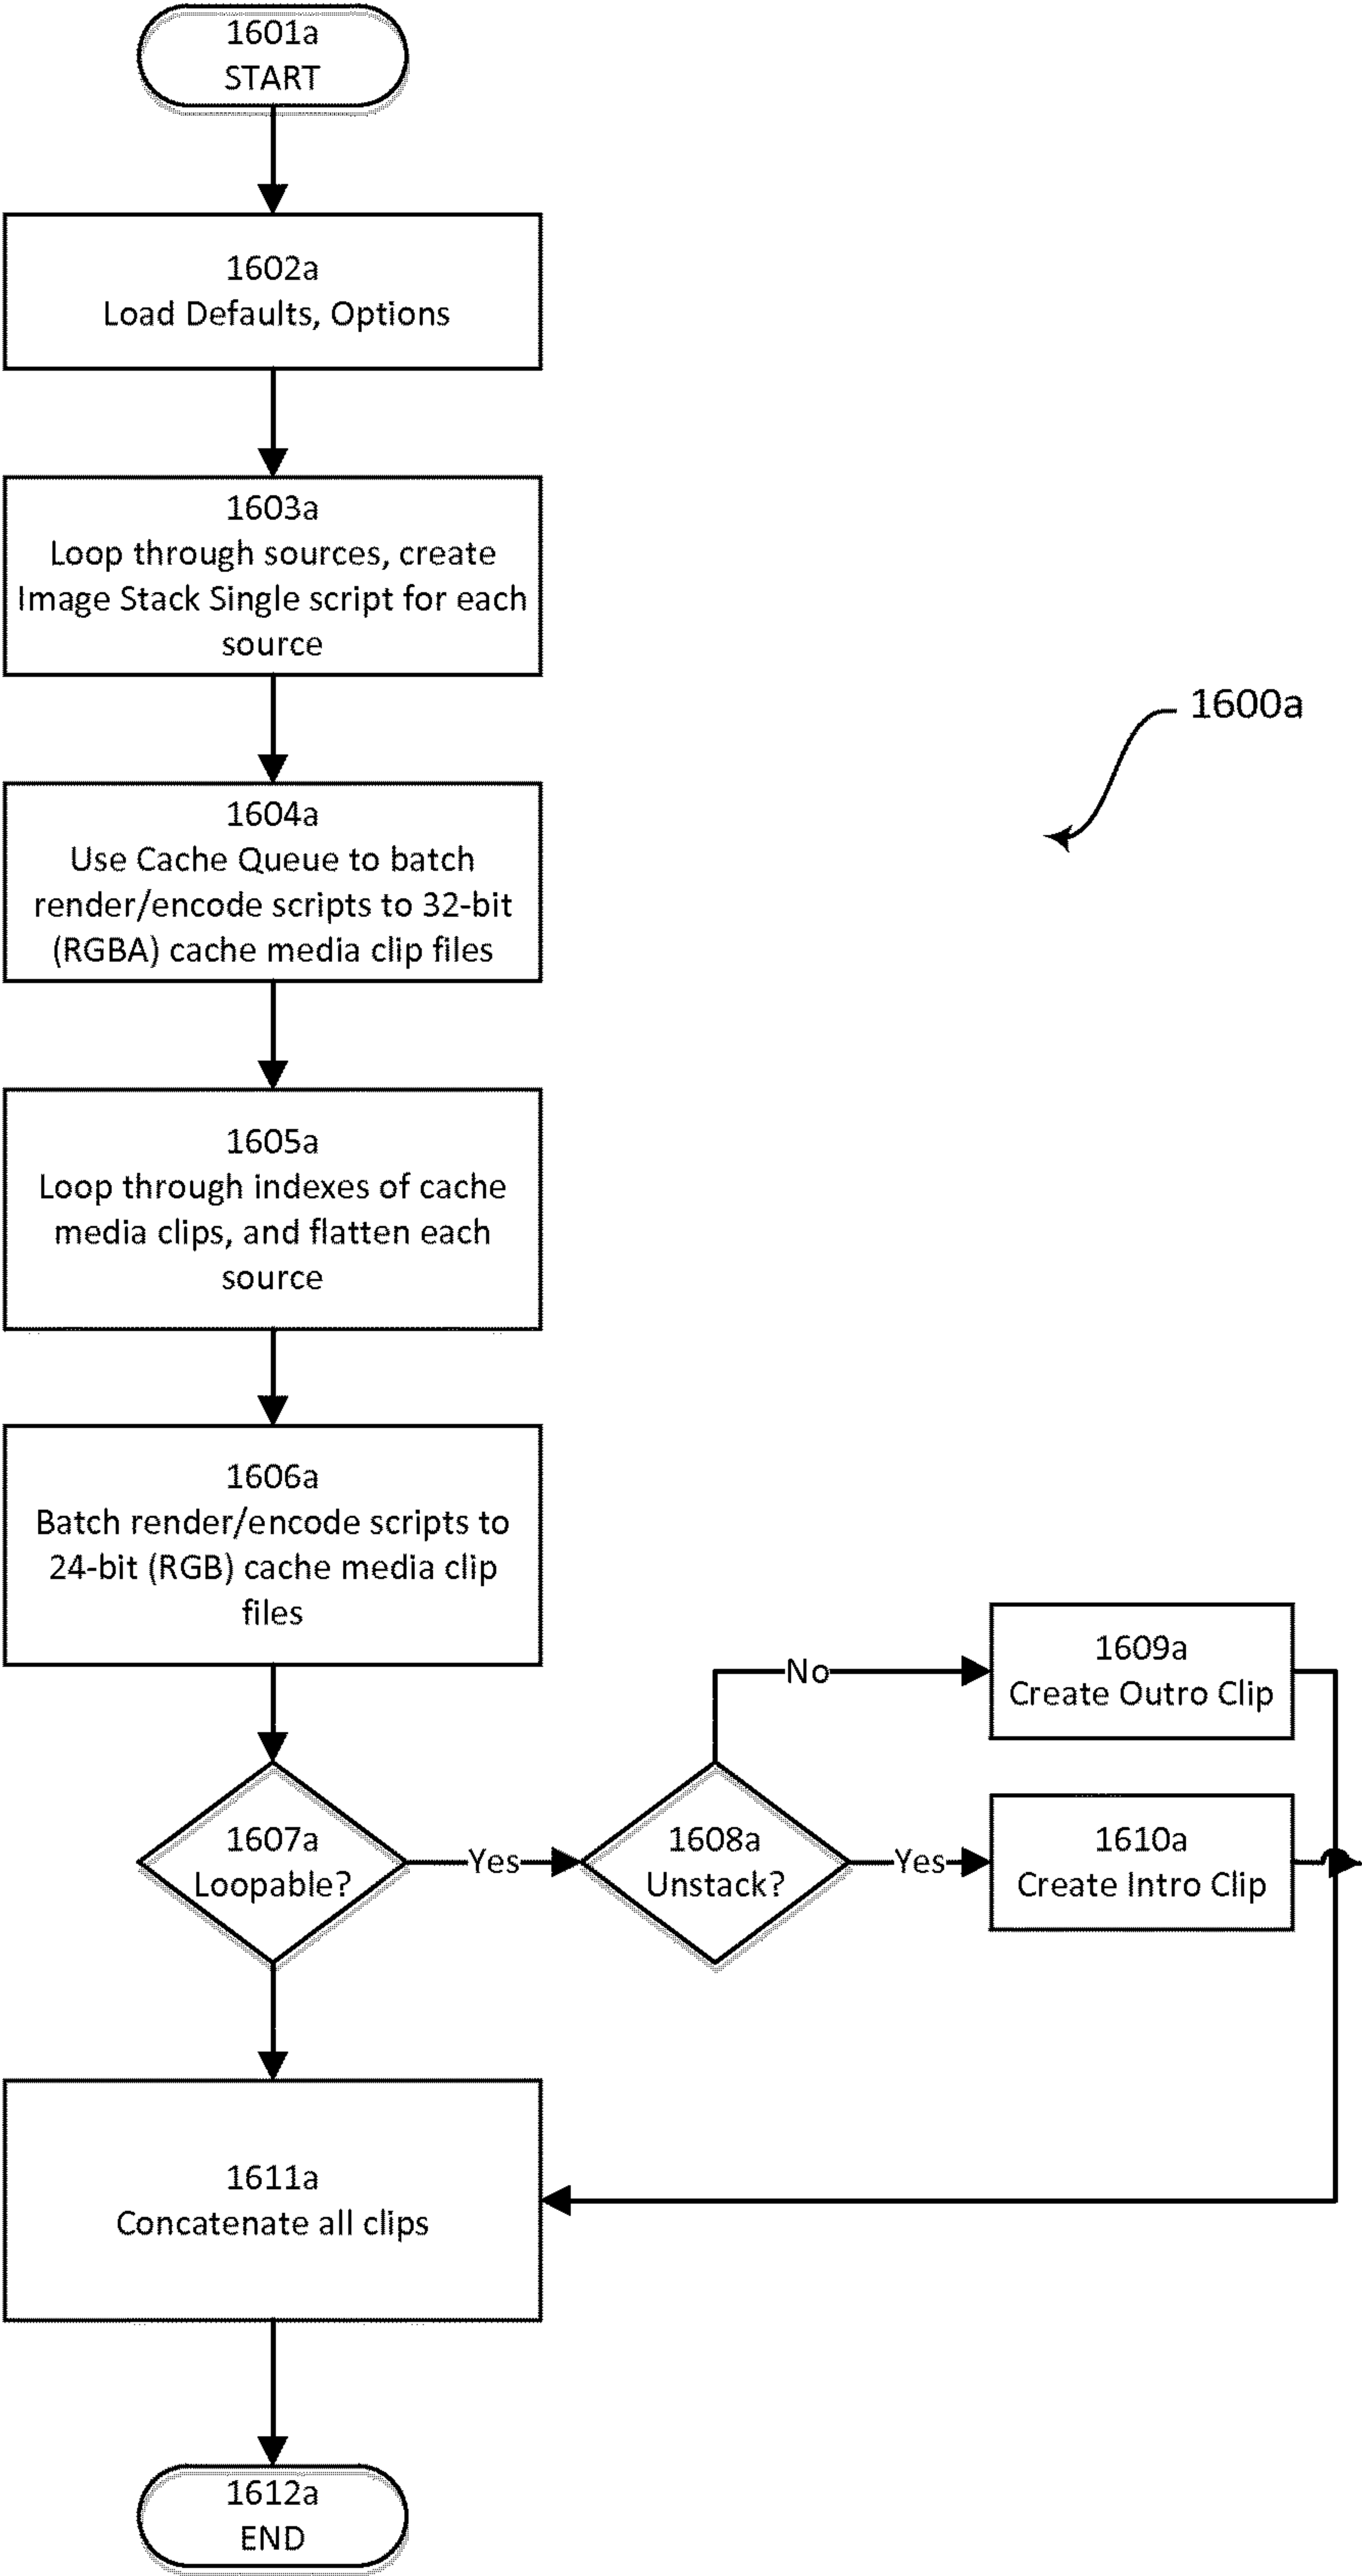 1601a
START
1602a
Load Defaults, Options
1603a
Loop through sources, create
Image Stack Single script for each
source
1600a
1604a
Use Cache Queue to batch
render/encode scripts to 32-bit
(RGBA) cache media clip files
1605a
Loop through indexes of cache
media clips, and flatten each
source
1606a
Batch render/encode scripts to
24-bit (RGB) cache media clip
files
No
1609a
Create Outro Clip
1607a
Loopable?
Yes
1608a
Unstack?
Yes
1610a
Create Intro Clip
1611a
Concatenate all clips
1612a
END